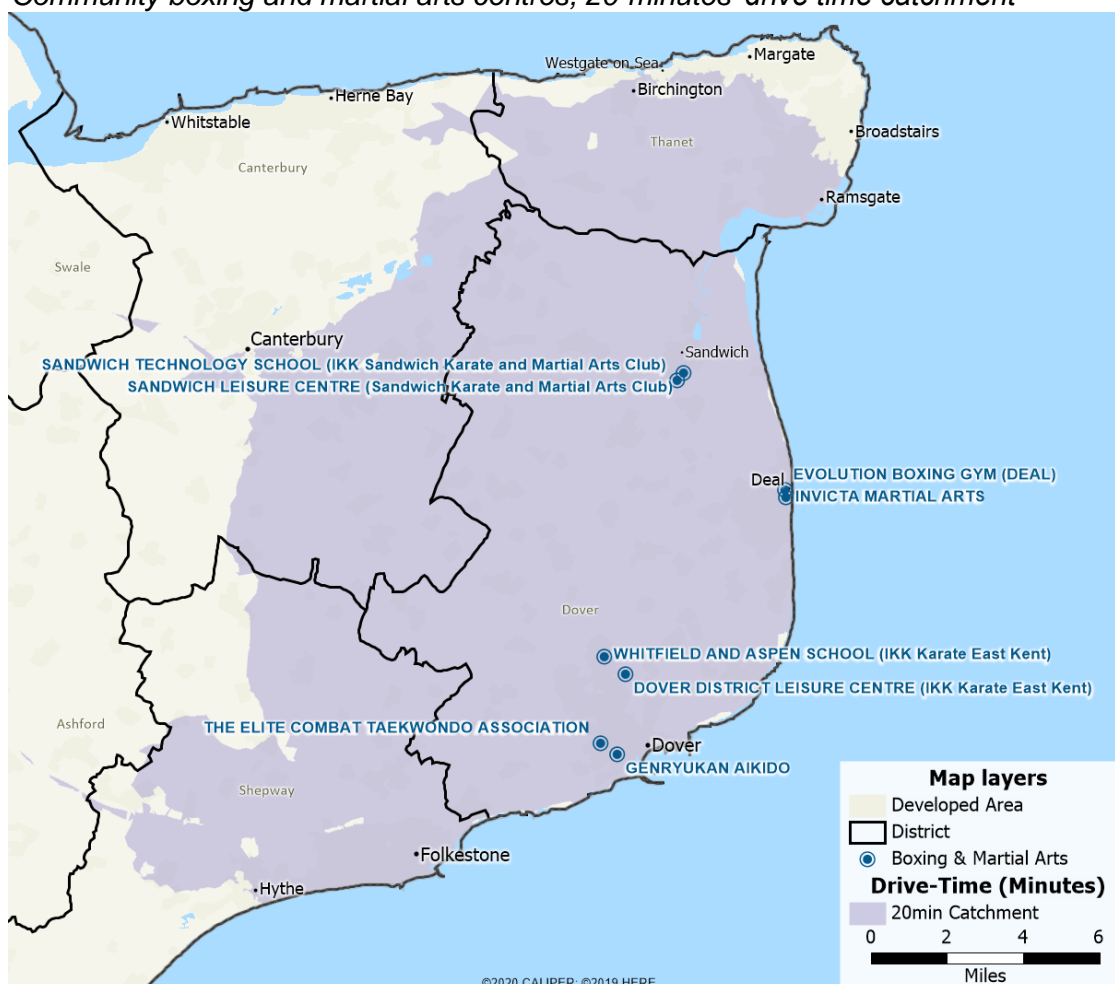 Community boxing and martial arts centres, 20 minutes' drive time catchment
Westgate on Sea
Margate
Birchington
Herne Bay
Whitstable
Broadstairs
Thanet
Canterbury
Ramsgate
Swale
Canterbury
Sandwich
SANDWICH TECHNOLOGY SCHOOL (IKK Sandwich Karate and Martial Arts Club)
SANDWICH LEISURE CENTRE (Sandwich Karate and Martial Arts Club)
Deal
EVOLUTION BOXING GYM (DEAL)
INVICTA MARTIAL ARTS
Dover
WHITFIELD AND ASPEN SCHOOL (IKK Karate East Kent)
DOVER DISTRICT LEISURE CENTRE (IKK Karate East Kent)
Ashford
THE ELITE COMBAT TAEKWONDO ASSOCIATION
Dover
GENRYUKAN AIKIDO
Shepway
Folkestone
Hythe
Map layers
Developed Area
District
Boxing & Martial Arts
Drive-Time (Minutes)
20min Catchment
0 2 4 6
Miles
©2020 CALIPER; ©2019 HERE